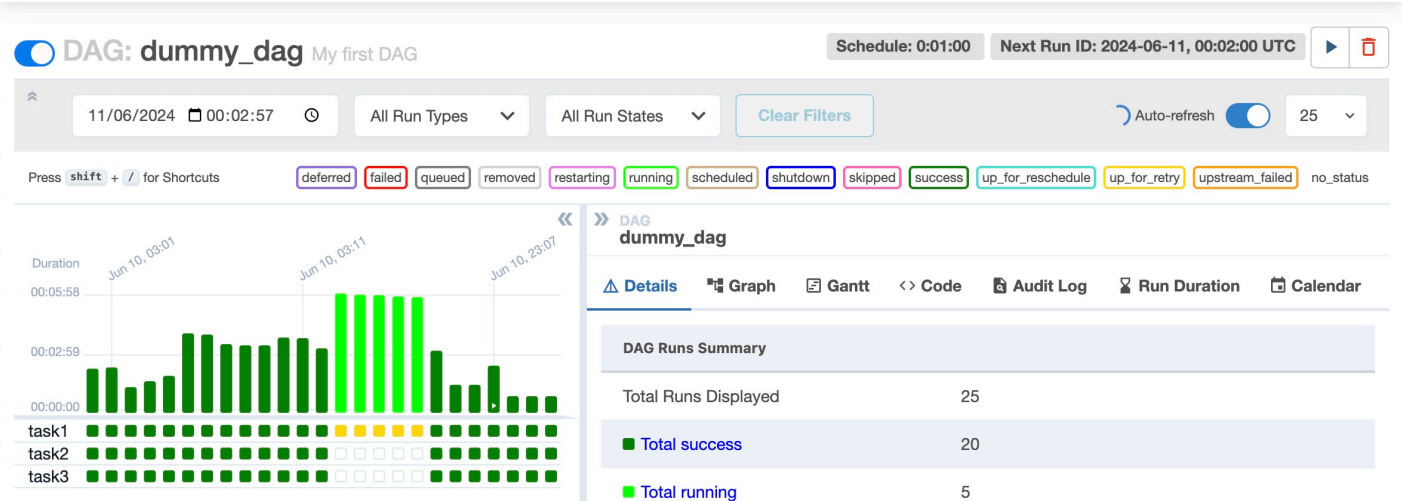 DAG: dummy_dag My first DAG Schedule: 0:01:00 Next Run ID: 2024-06-11, 00:02:00 UTC
11/06/2024 00:02:57 All Run Types All Run States Clear Filters Auto-refresh 25
Press shift + / for Shortcuts deferred failed queued removed restarting running scheduled shutdown skipped success up_for_reschedule up_for_retry upstream_failed no_status
DAG
dummy_dag
Duration Jun 10, 03:01 Jun 10, 03:11 Jun 10, 23:07
00:05:58
00:02:59
00:00:00
task1
task2
task3
Details Graph Gantt Code Audit Log Run Duration Calendar
DAG Runs Summary
Total Runs Displayed 25
Total success 20
Total running 5